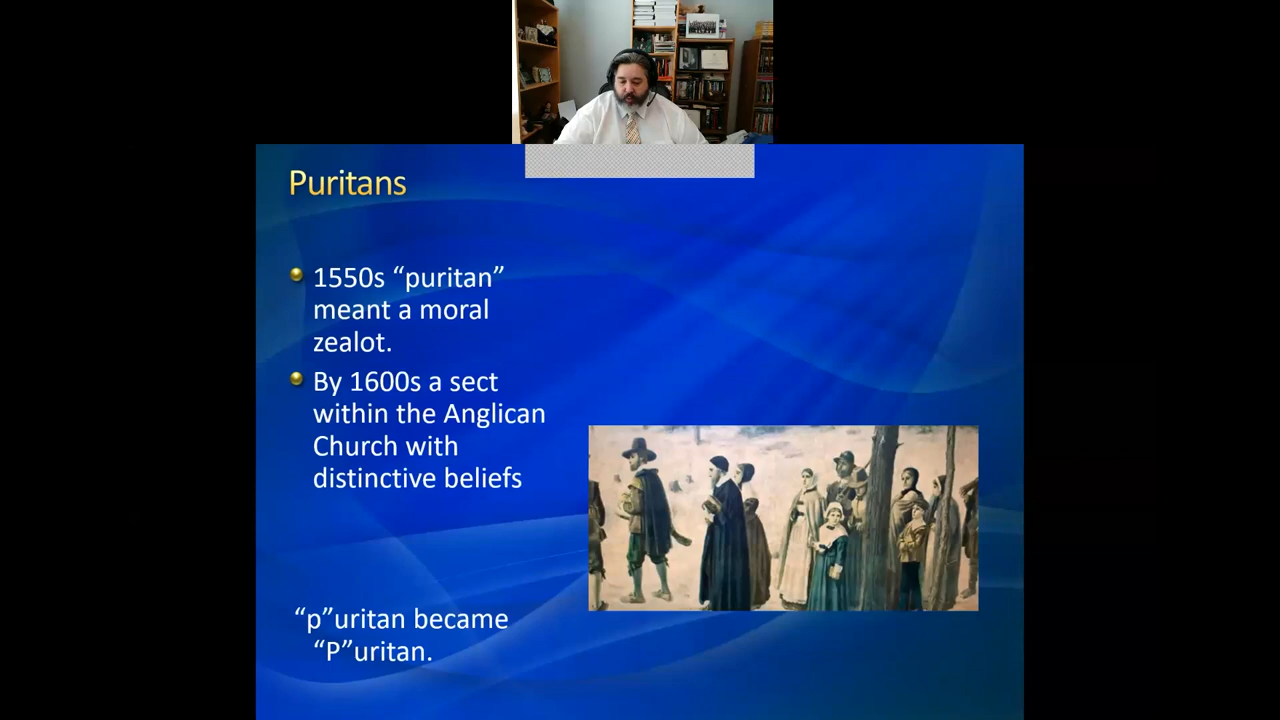 Puritans
1550s “puritan”
meant a moral
zealot.
By 1600s a sect
within the Anglican
Church with
distinctive beliefs
“p”uritan became
“P”uritan.